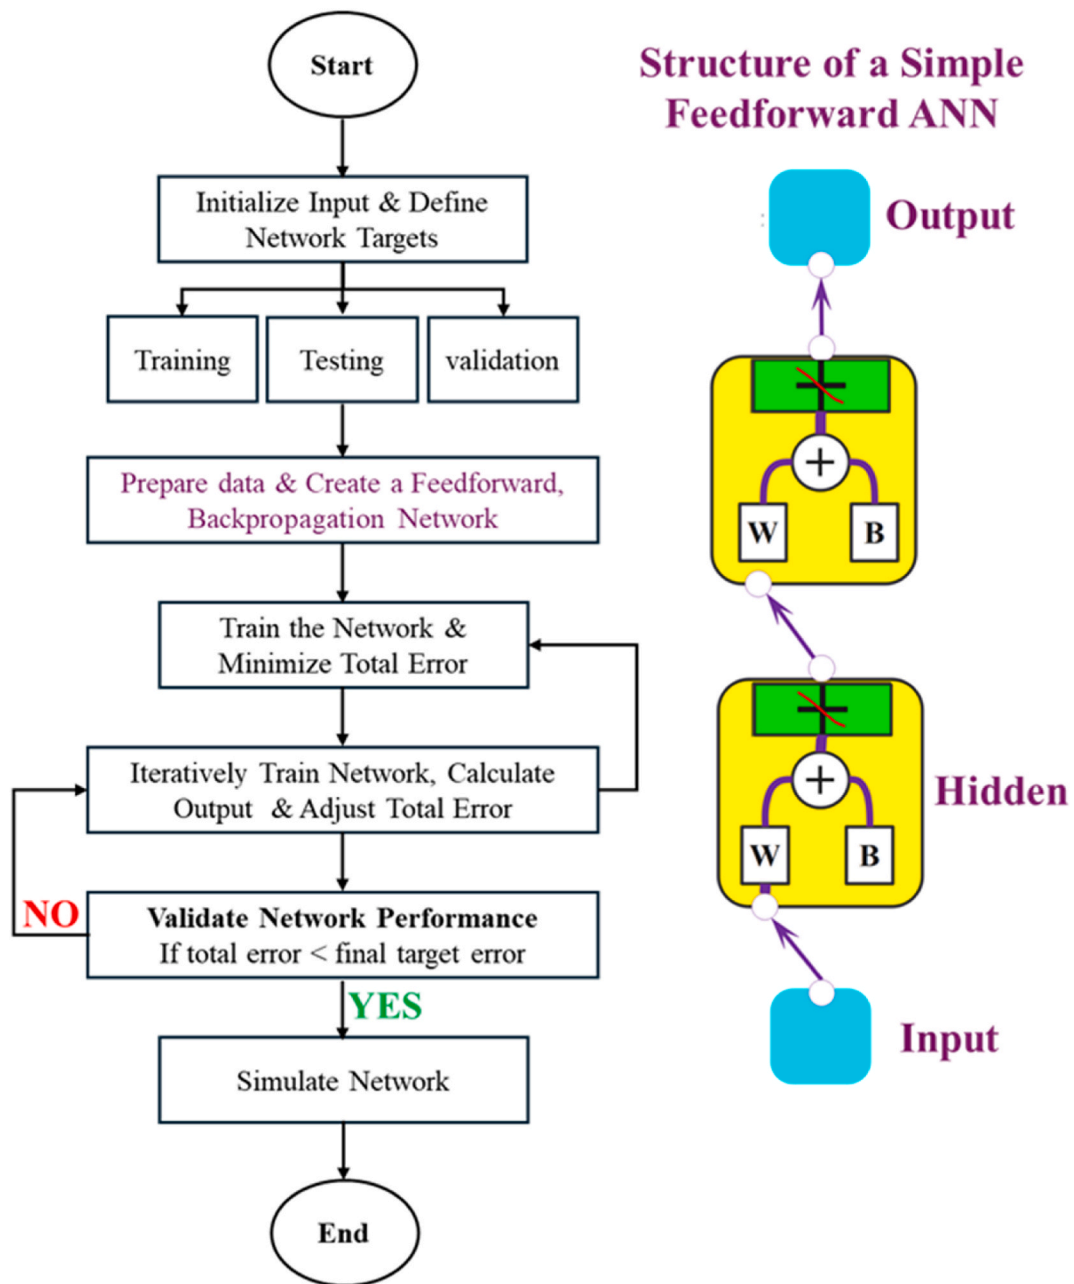 Start
Initialize Input & Define
Network Targets
Training
Testing
validation
Prepare data & Create a Feedforward,
Backpropagation Network
Train the Network &
Minimize Total Error
Iteratively Train Network, Calculate
Output & Adjust Total Error
NO
Validate Network Performance
If total error < final target error
YES
Simulate Network
End
Structure of a Simple
Feedforward ANN
Output
+
W
B
+
Hidden
W
B
Input